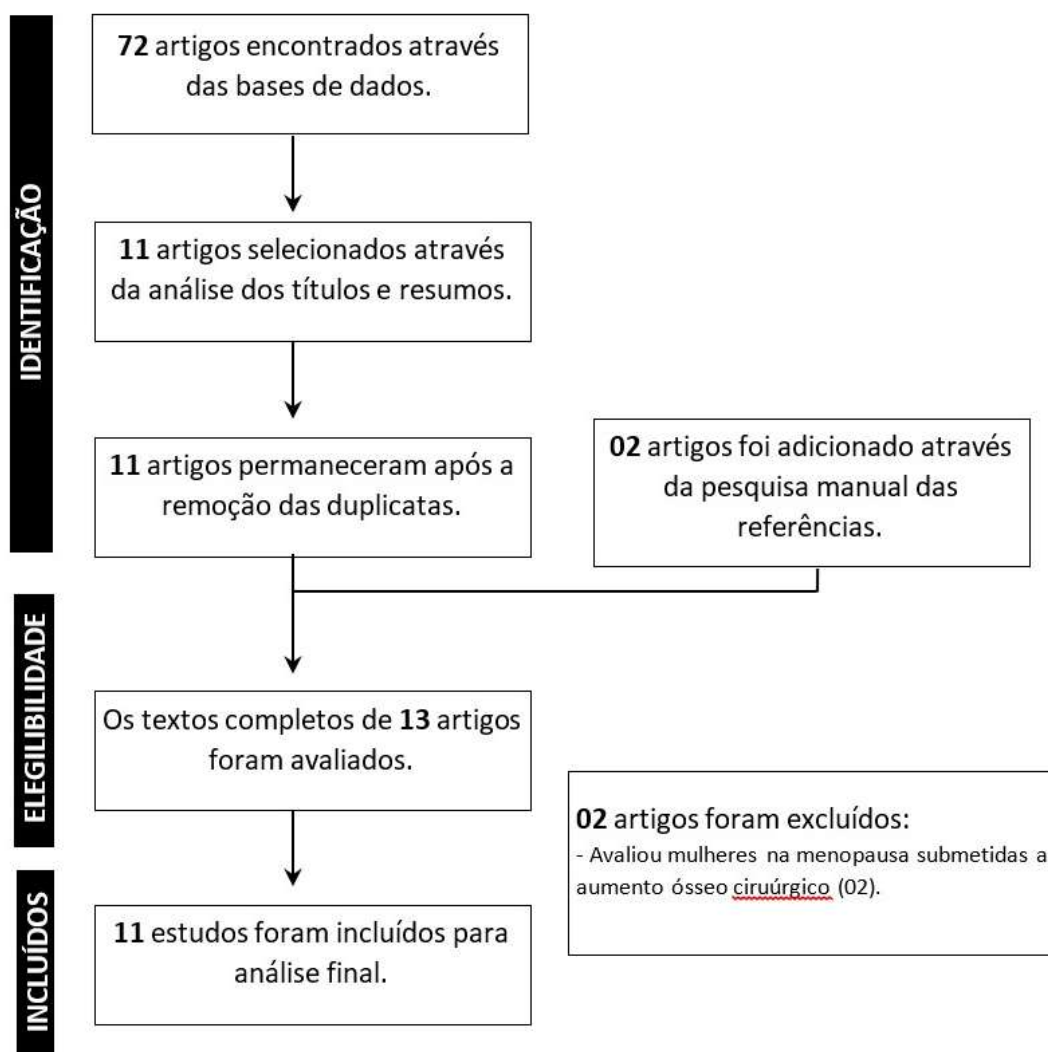 IDENTIFICAÇÃO
72 artigos encontrados através
das bases de dados.
11 artigos selecionados através
da análise dos títulos e resumos.
11 artigos permaneceram após a
remoção das duplicatas.
02 artigos foi adicionado através
da pesquisa manual das
referências.
ELEGILIBILIDADE
Os textos completos de 13 artigos
foram avaliados.
02 artigos foram excluídos:
- Avaliou mulheres na menopausa submetidas a
aumento ósseo ciruúrgico (02).
INCLUÍDOS
11 estudos foram incluídos para
análise final.